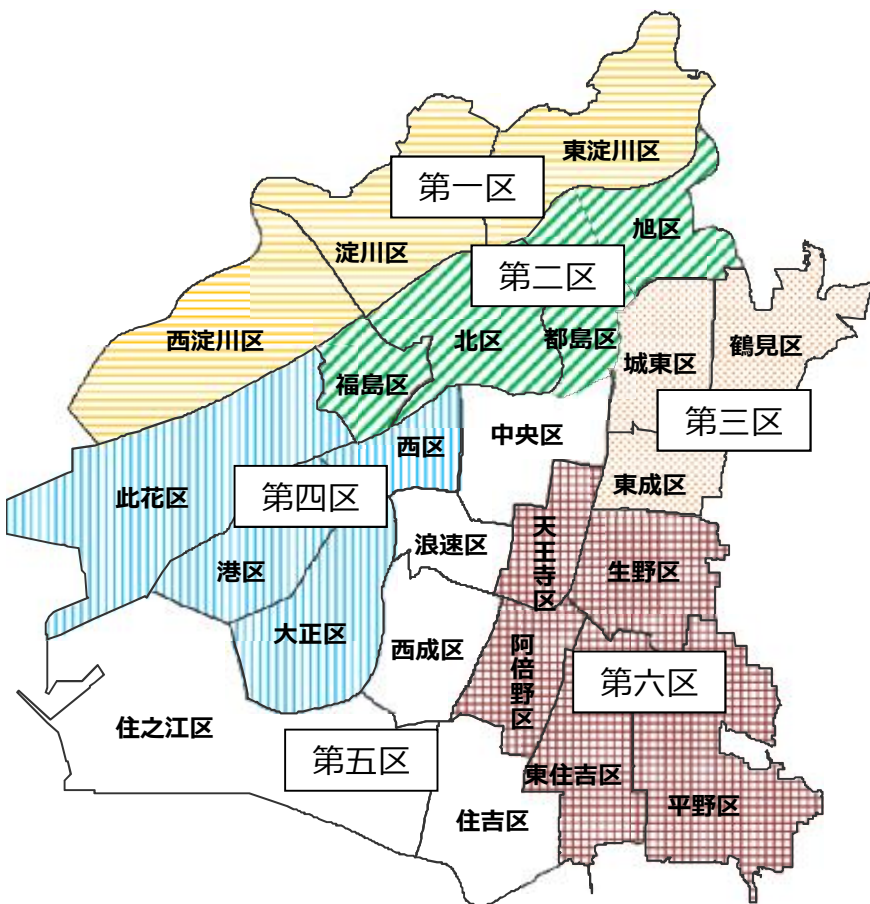 東淀川区
第一区
旭区
淀川区
第二区
西淀川区
北区
都島区
城東区
鶴見区
福島区
第三区
中央区
西区
東成区
此花区
第四区
天王寺区
浪速区
港区
生野区
大正区
西成区
阿倍野区
第六区
住之江区
第五区
東住吉区
平野区
住吉区